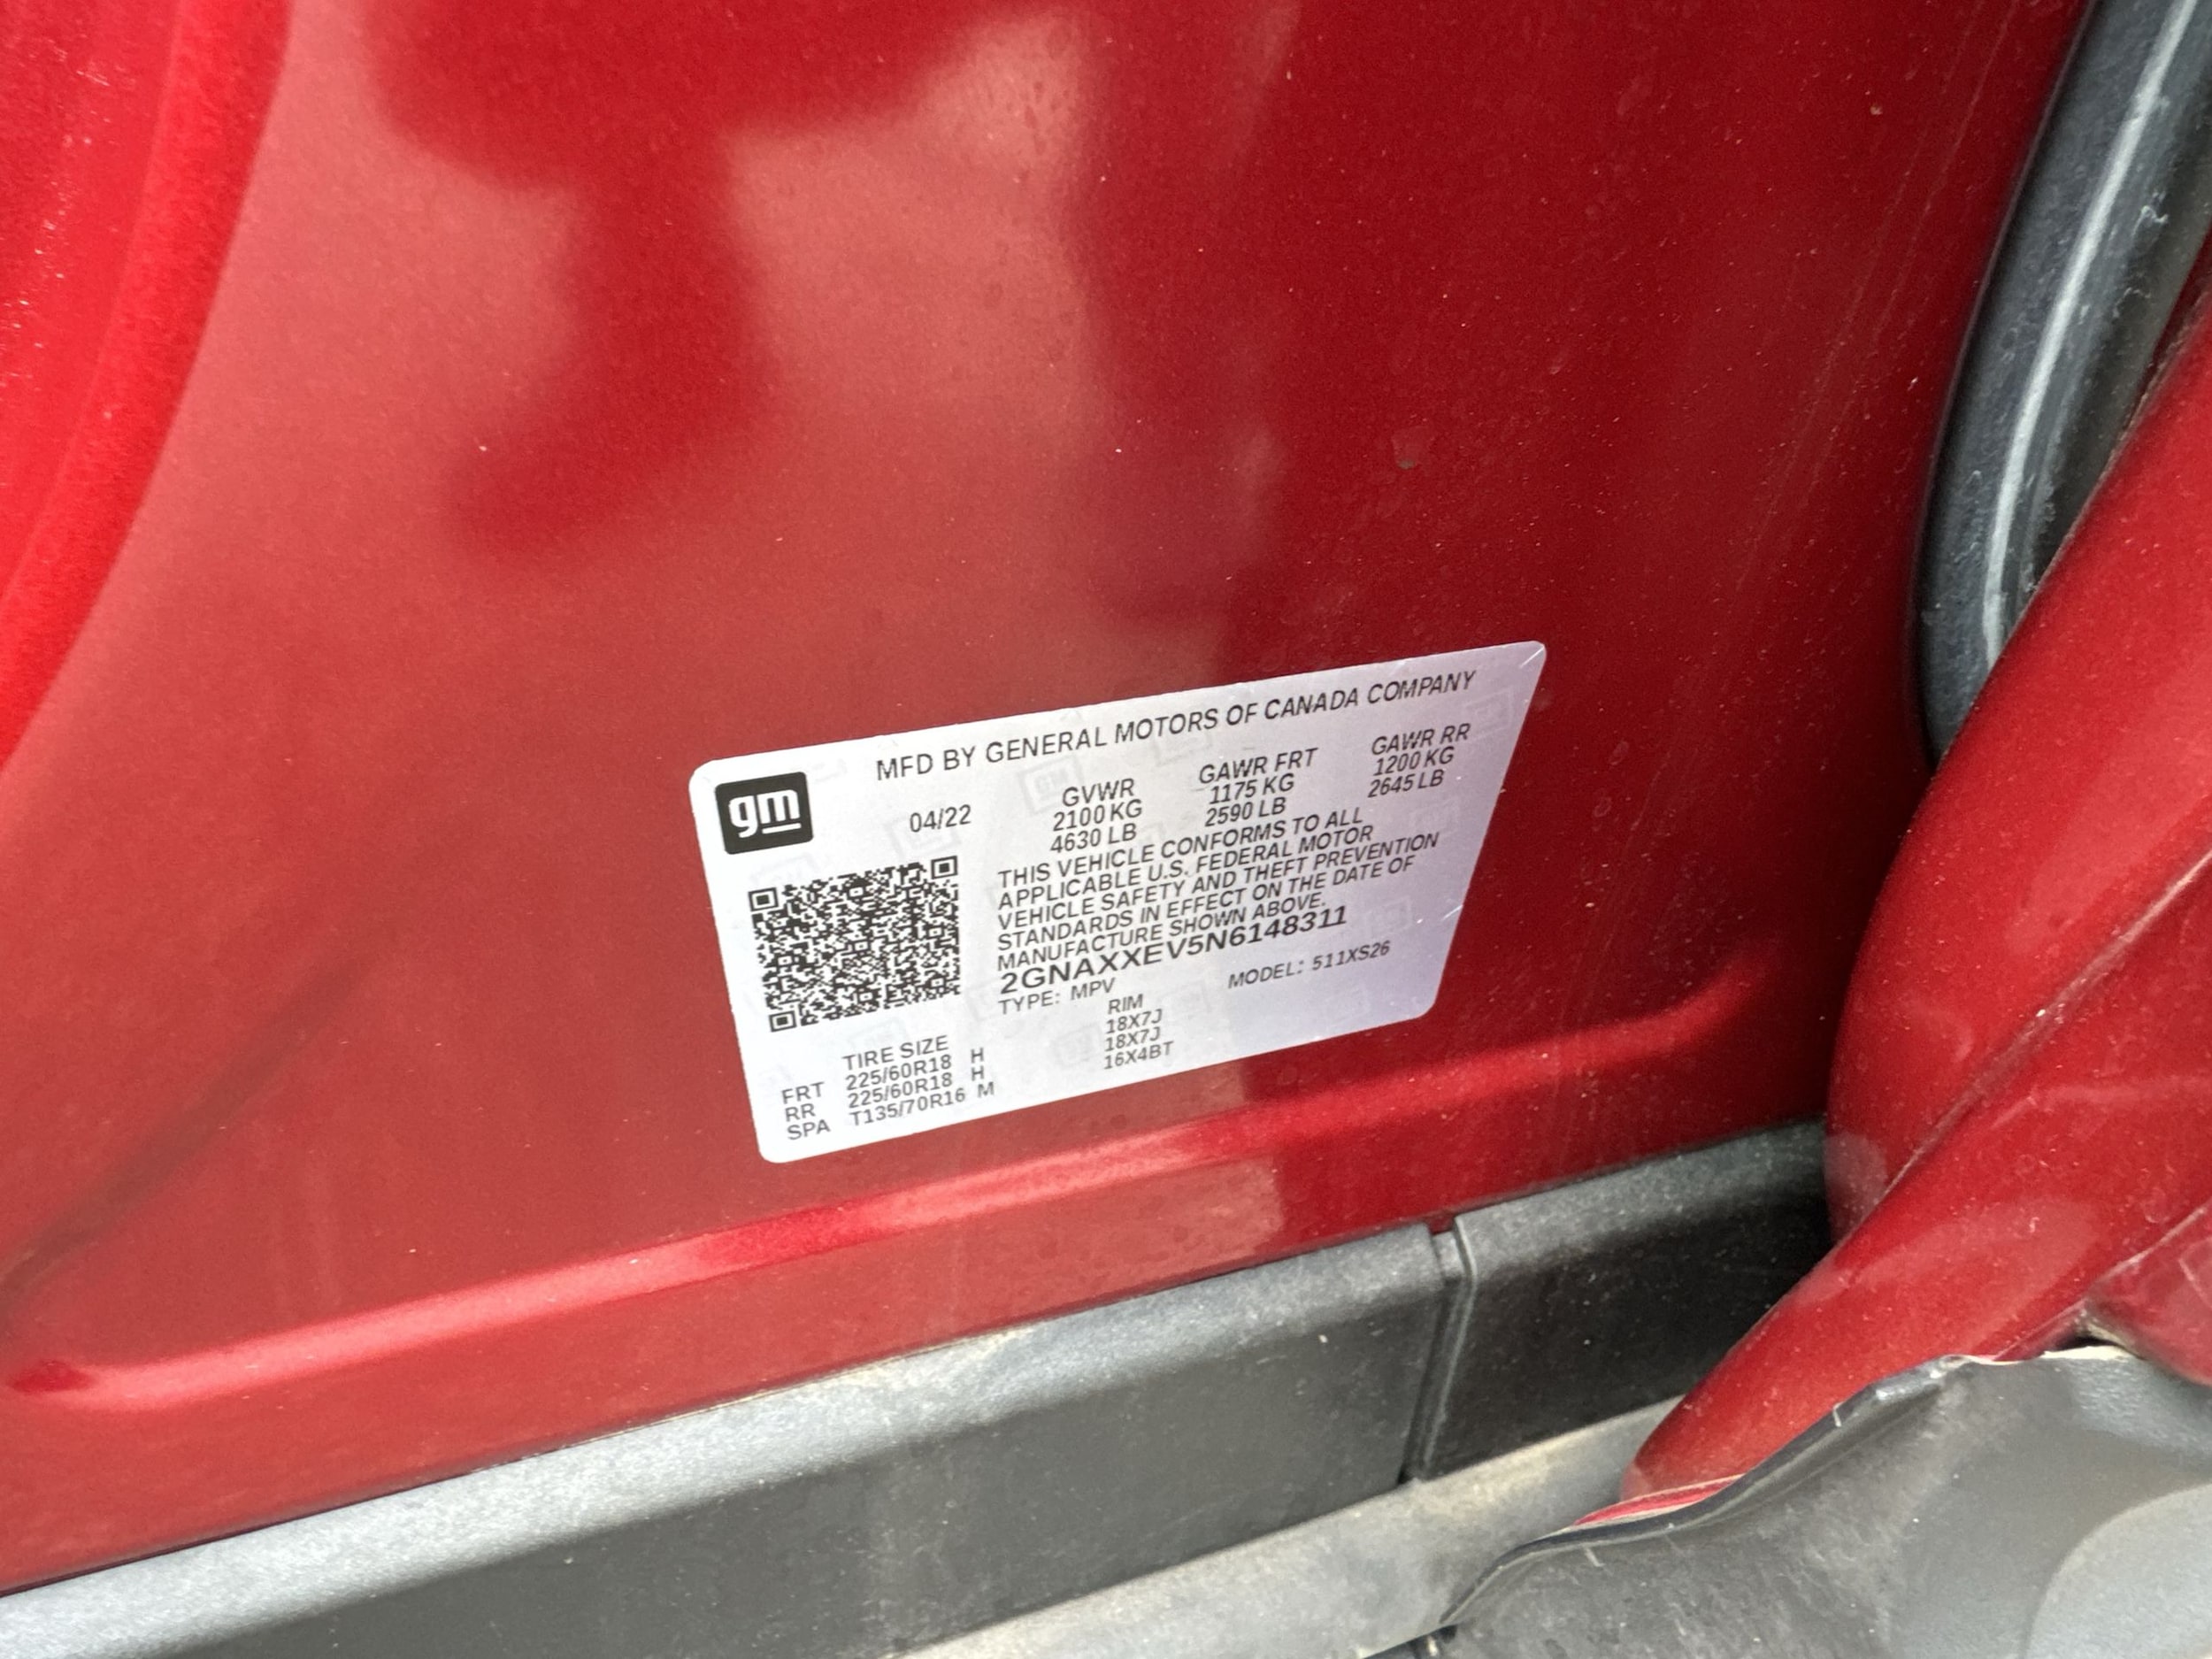 MFD BY GENERAL MOTORS OF CANADA COMPANY
gm
04/22 GVWR GAWR FRT GAWR RR
2100 KG 1175 KG 1200 KG
4630 LB 2590 LB 2645 LB
THIS VEHICLE CONFORMS TO ALL
APPLICABLE U.S. FEDERAL MOTOR
VEHICLE SAFETY AND THEFT PREVENTION
STANDARDS IN EFFECT ON THE DATE OF
MANUFACTURE SHOWN ABOVE.
2GNAXXEV5N6148311
TYPE: MPV MODEL: 511XS26
TIRE SIZE RIM
FRT 225/60R18 H 18X7J
RR 225/60R18 H 18X7J
SPA T135/70R16 M 16X4BT